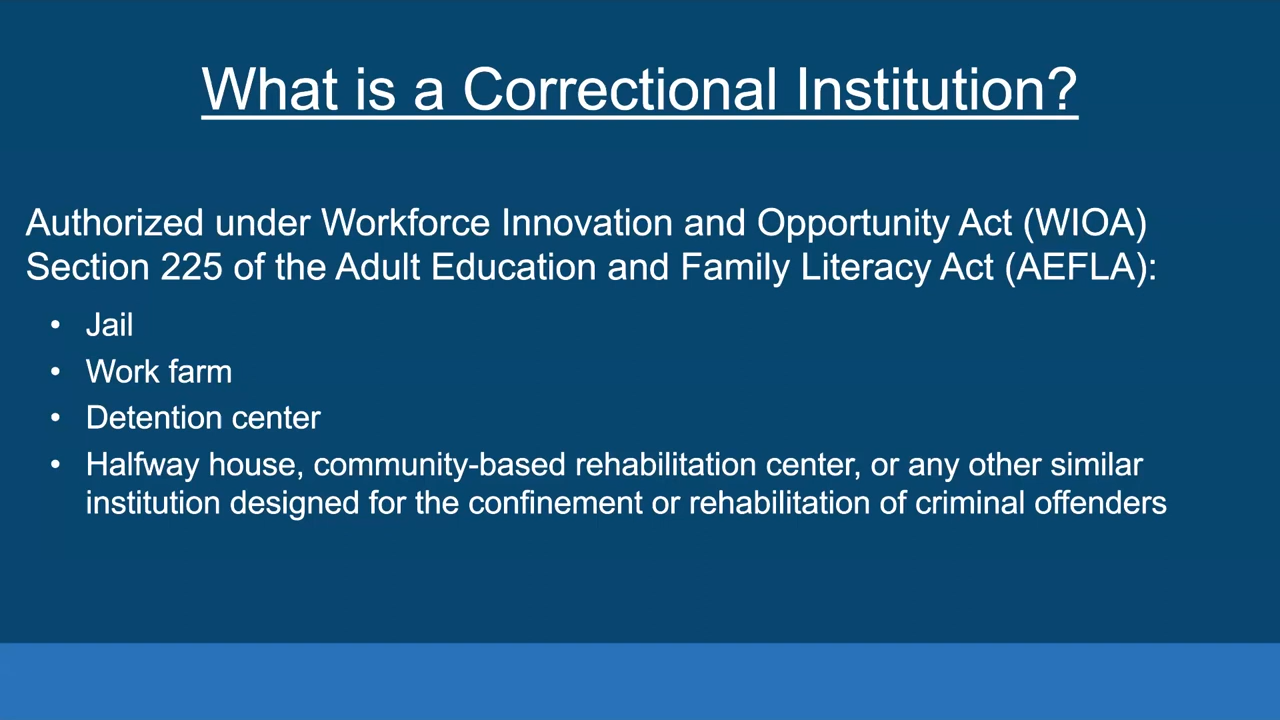 What is a Correctional Institution?
Authorized under Workforce Innovation and Opportunity Act (WIOA)
Section 225 of the Adult Education and Family Literacy Act (AEFLA):
• Jail
• Work farm
• Detention center
• Halfway house, community-based rehabilitation center, or any other similar
institution designed for the confinement or rehabilitation of criminal offenders